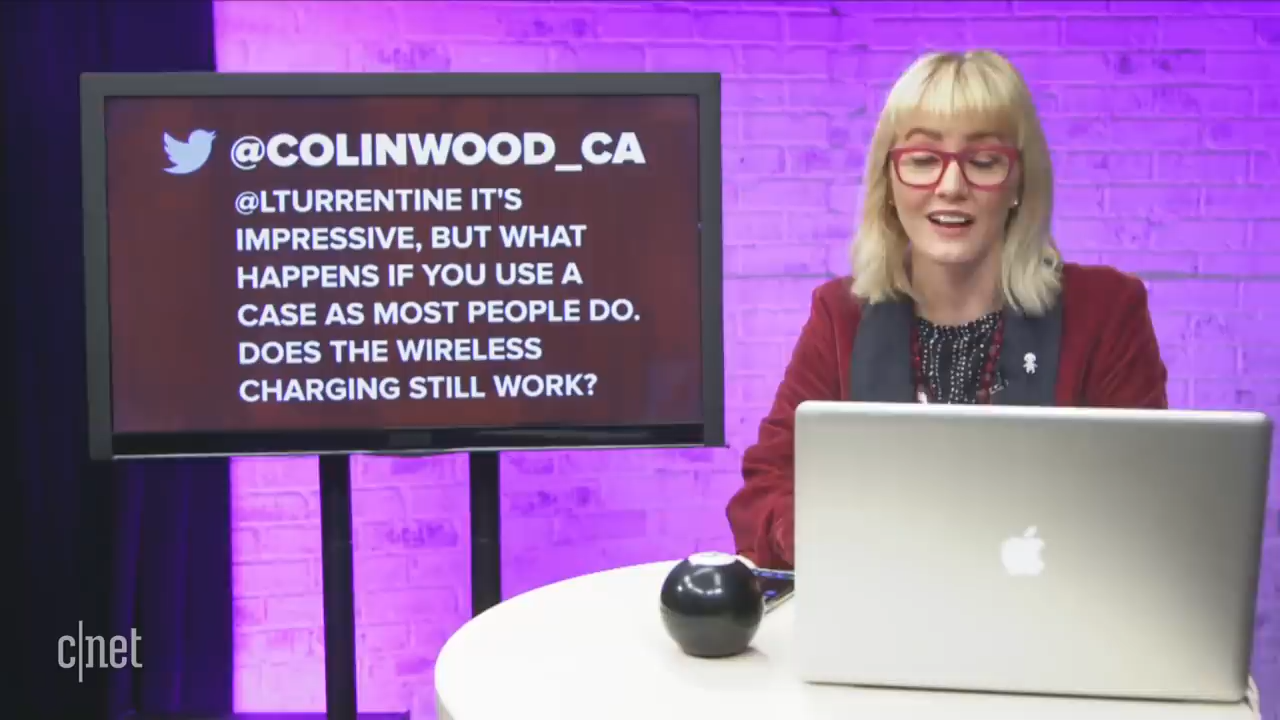 @COLINWOOD_CA
@LTURRENTINE IT'S
IMPRESSIVE, BUT WHAT
HAPPENS IF YOU USE A
CASE AS MOST PEOPLE DO.
DOES THE WIRELESS
CHARGING STILL WORK?
c|net